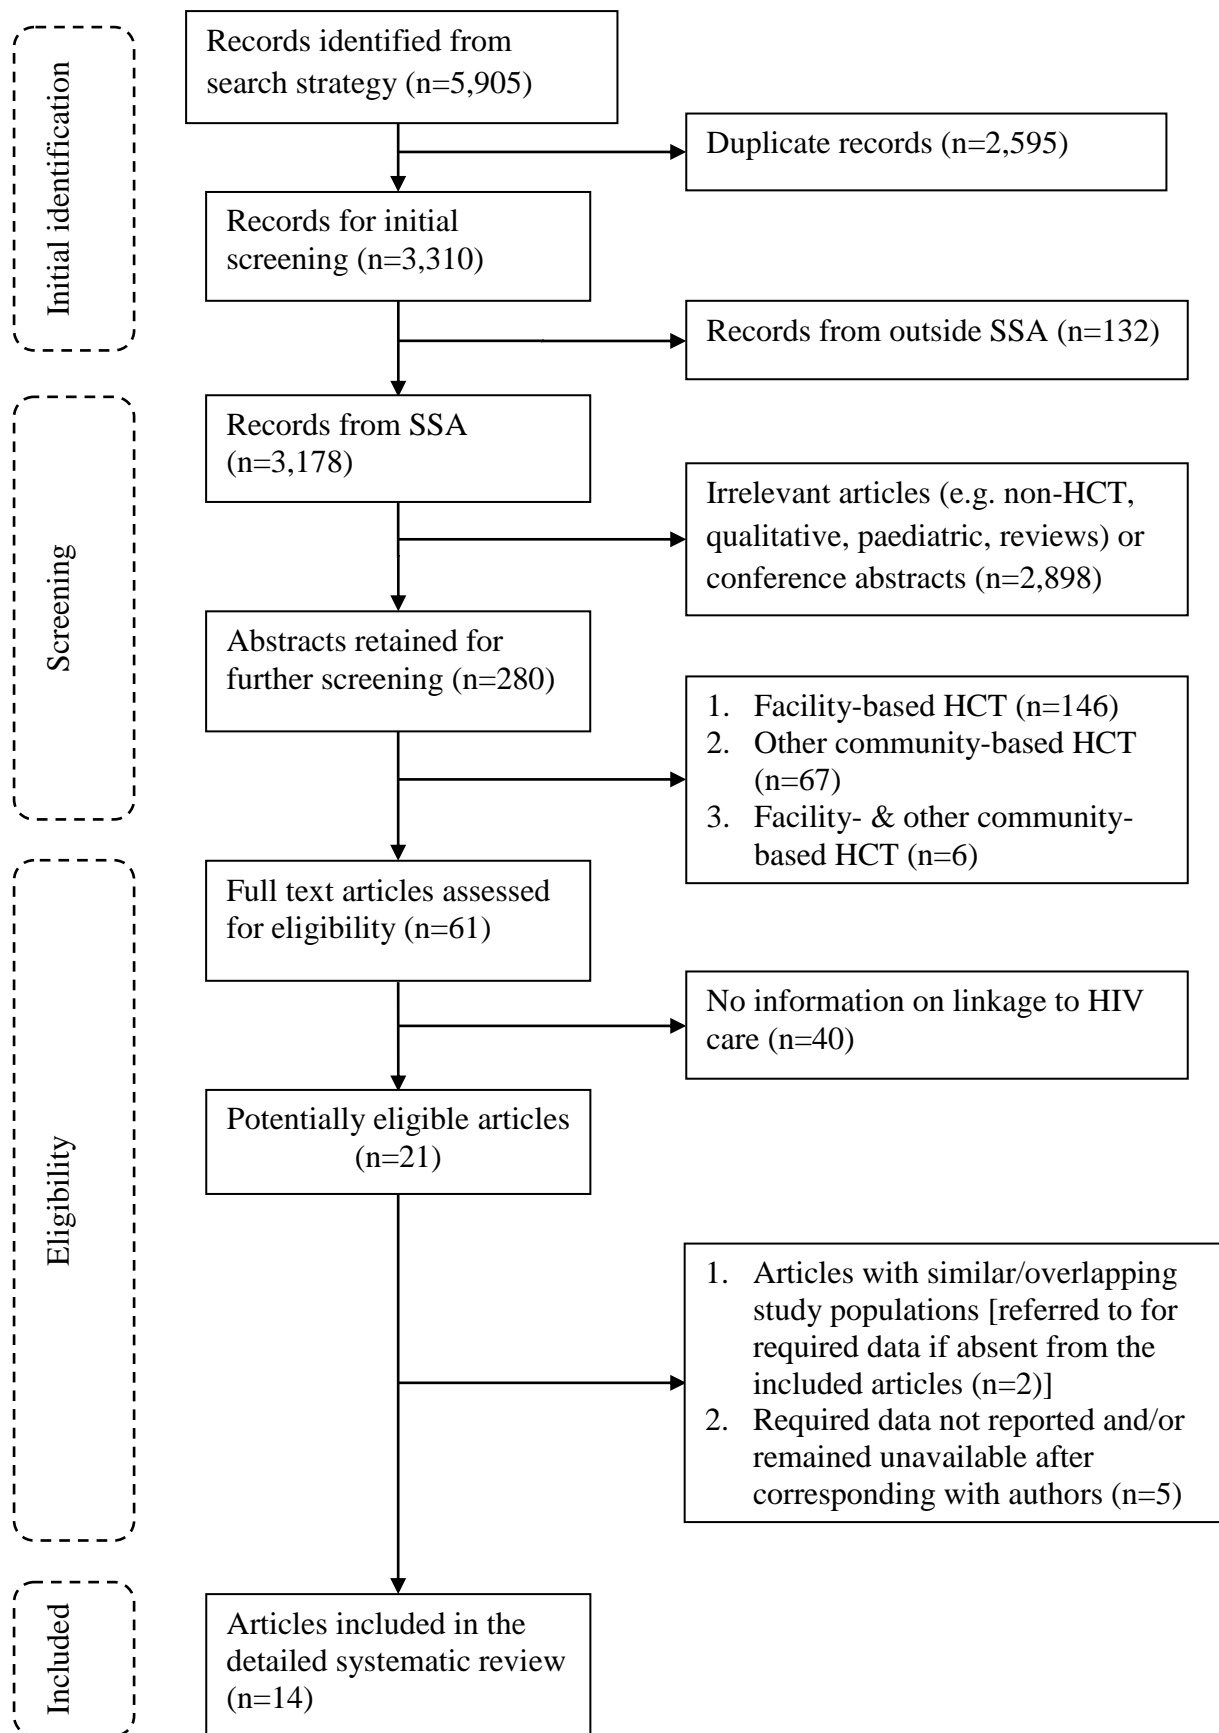 Initial identification
Records identified from
search strategy (n=5,905)
Duplicate records (n=2,595)
Records for initial
screening (n=3,310)
Records from outside SSA (n=132)
Screening
Records from SSA
(n=3,178)
Irrelevant articles (e.g. non-HCT,
qualitative, paediatric, reviews) or
conference abstracts (n=2,898)
Abstracts retained for
further screening (n=280)
1. Facility-based HCT (n=146)
2. Other community-based HCT
(n=67)
3. Facility- & other community-
based HCT (n=6)
Eligibility
Full text articles assessed
for eligibility (n=61)
No information on linkage to HIV
care (n=40)
Potentially eligible articles
(n=21)
1. Articles with similar/overlapping
study populations [referred to for
required data if absent from the
included articles (n=2)]
2. Required data not reported and/or
remained unavailable after
corresponding with authors (n=5)
Included
Articles included in the
detailed systematic review
(n=14)